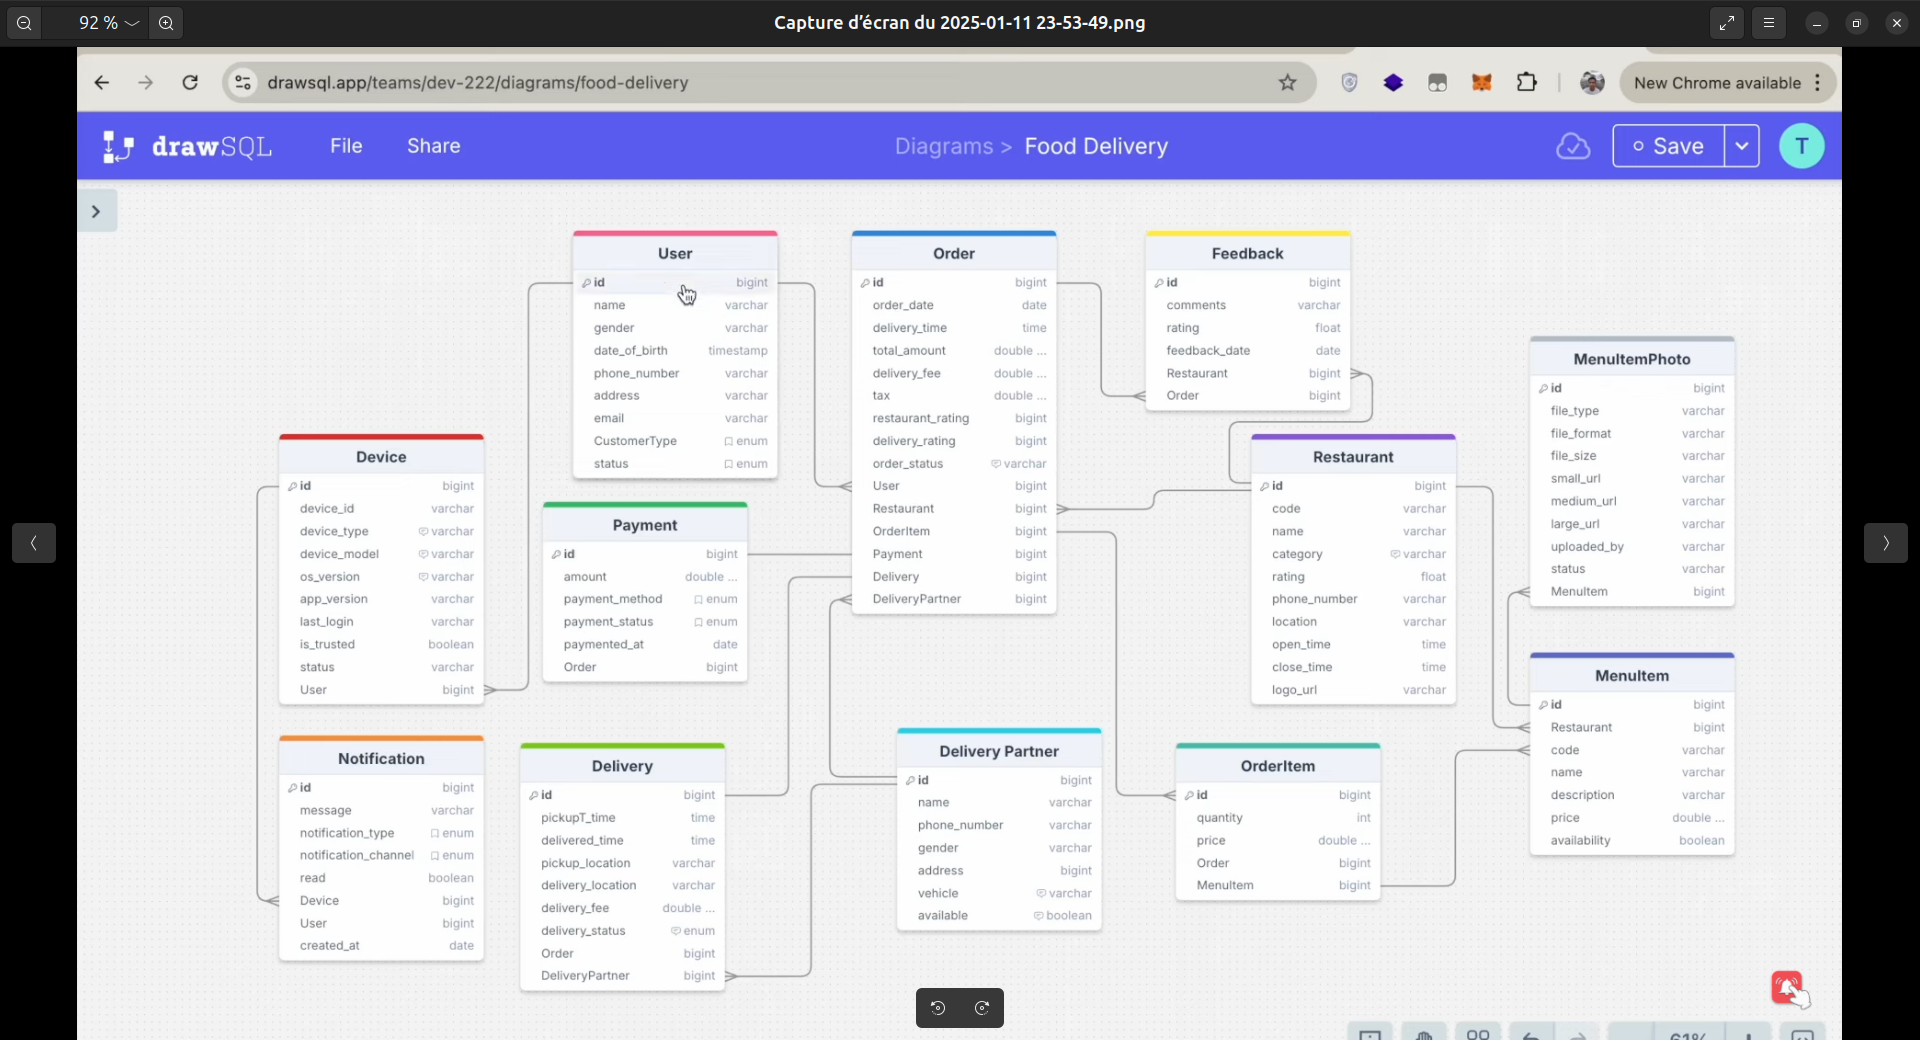 92 %
Capture d'écran du 2025-01-11 23-53-49.png
drawsql.app/teams/dev-222/diagrams/food-delivery
New Chrome available
drawSQL
File
Share
Diagrams > Food Delivery
Save
T
User
id bigint
name varchar
gender varchar
date_of_birth timestamp
phone_number varchar
address varchar
email varchar
CustomerType enum
status enum
Order
id bigint
order_date date
delivery_time time
total_amount double ...
delivery_fee double ...
tax double ...
restaurant_rating bigint
delivery_rating bigint
order_status varchar
User bigint
Restaurant bigint
OrderItem bigint
Payment bigint
Delivery bigint
DeliveryPartner bigint
Feedback
id bigint
comments varchar
rating float
feedback_date date
Restaurant bigint
Order bigint
MenuItemPhoto
id bigint
file_type varchar
file_format varchar
file_size varchar
small_url varchar
medium_url varchar
large_url varchar
uploaded_by varchar
status varchar
MenuItem bigint
Device
id bigint
device_id varchar
device_type varchar
device_model varchar
os_version varchar
app_version varchar
last_login varchar
is_trusted boolean
status varchar
User bigint
Payment
id bigint
amount double ...
payment_method enum
payment_status enum
paymented_at date
Order bigint
Restaurant
id bigint
code varchar
name varchar
category varchar
rating float
phone_number varchar
location varchar
open_time time
close_time time
logo_url varchar
MenuItem
id bigint
Restaurant bigint
code varchar
name varchar
description varchar
price double ...
availability boolean
Notification
id bigint
message varchar
notification_type enum
notification_channel enum
read boolean
Device bigint
User bigint
created_at date
Delivery
id bigint
pickupT_time time
delivered_time time
pickup_location varchar
delivery_location varchar
delivery_fee double ...
delivery_status enum
Order bigint
DeliveryPartner bigint
Delivery Partner
id bigint
name varchar
phone_number varchar
gender varchar
address bigint
vehicle varchar
available boolean
OrderItem
id bigint
quantity int
price double ...
Order bigint
MenuItem bigint
61%